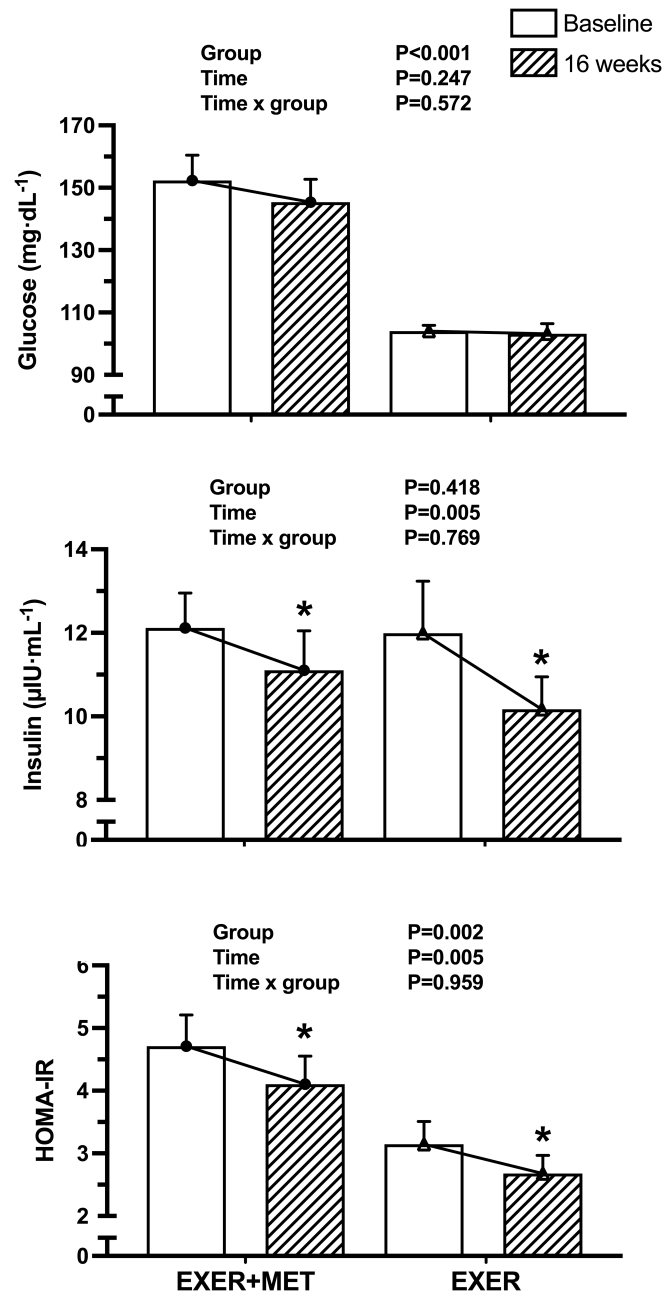 Baseline
16 weeks
Group P<0.001
Time P=0.247
Time x group P=0.572
Glucose (mg·dL-1)
170
150
130
110
90
0
Group P=0.418
Time P=0.005
Time x group P=0.769
Insulin (µIU·mL-1)
14
12
*
*
10
8
0
Group P=0.002
Time P=0.005
Time x group P=0.959
HOMA-IR
6
5
*
4
*
3
2
0
EXER+MET EXER